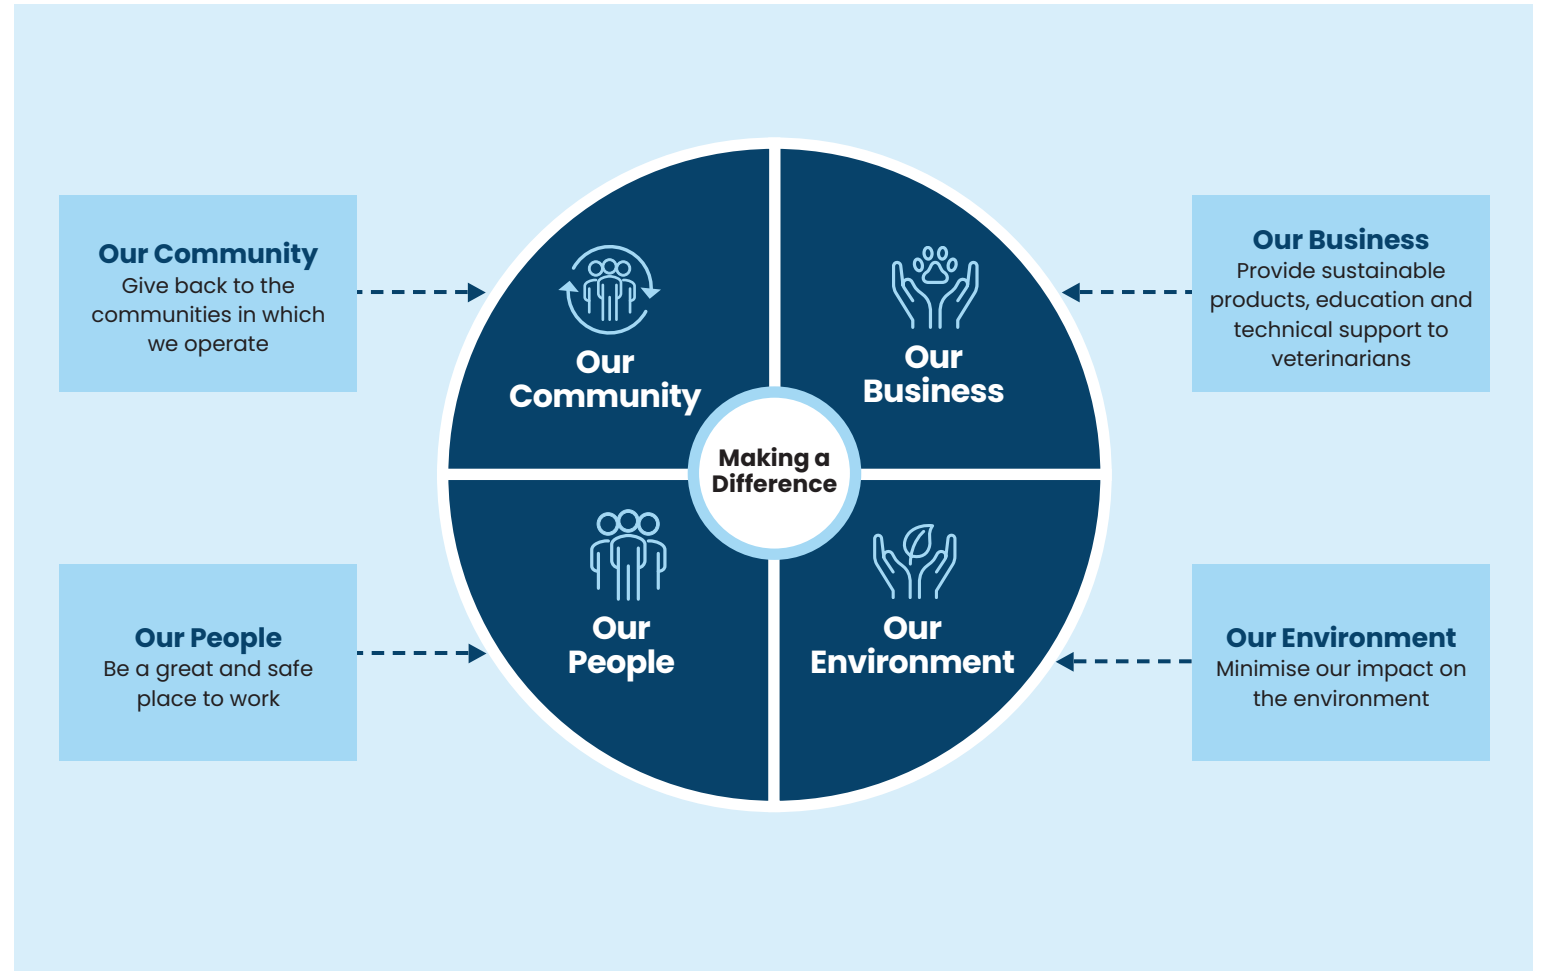 Our Community
Give back to the
communities in which
we operate
Our
Community
Our
Business
Our Business
Provide sustainable
products, education and
technical support to
veterinarians
Making a
Difference
Our People
Be a great and safe
place to work
Our
People
Our
Environment
Our Environment
Minimise our impact on
the environment